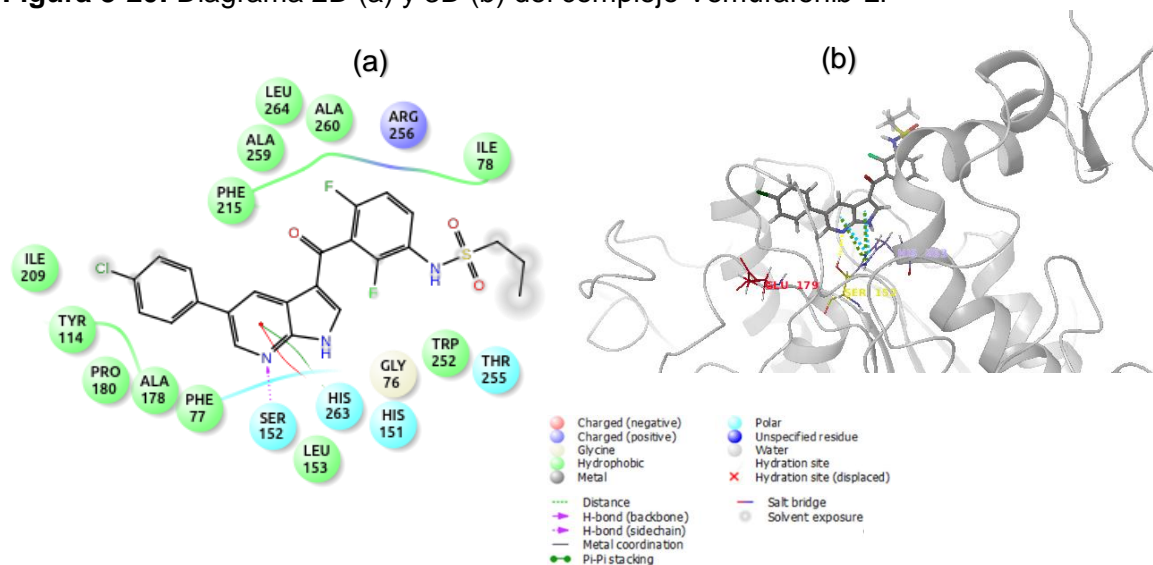 Figura 3-20: Diagrama 2D (a) y 3D (b) del complejo Vemurafenib-L.
(a)
(b)
LEU
264
ALA
260
ARG
256
ALA
259
ILE
78
PHE
215
F
O
O
ILE
209
Cl
S
N
H
O
F
TYR
114
TRP
252
THR
255
N
NH
GLY
76
PRO
180
ALA
178
PHE
77
HIS
263
HIS
151
SER
152
LEU
153
GLU 179
SER 152
Charged (negative)
Charged (positive)
Glycine
Hydrophobic
Metal
Distance
H-bond (backbone)
H-bond (sidechain)
Metal coordination
Pi-Pi stacking
Polar
Unspecified residue
Water
Hydration site
Hydration site (displaced)
Salt bridge
Solvent exposure